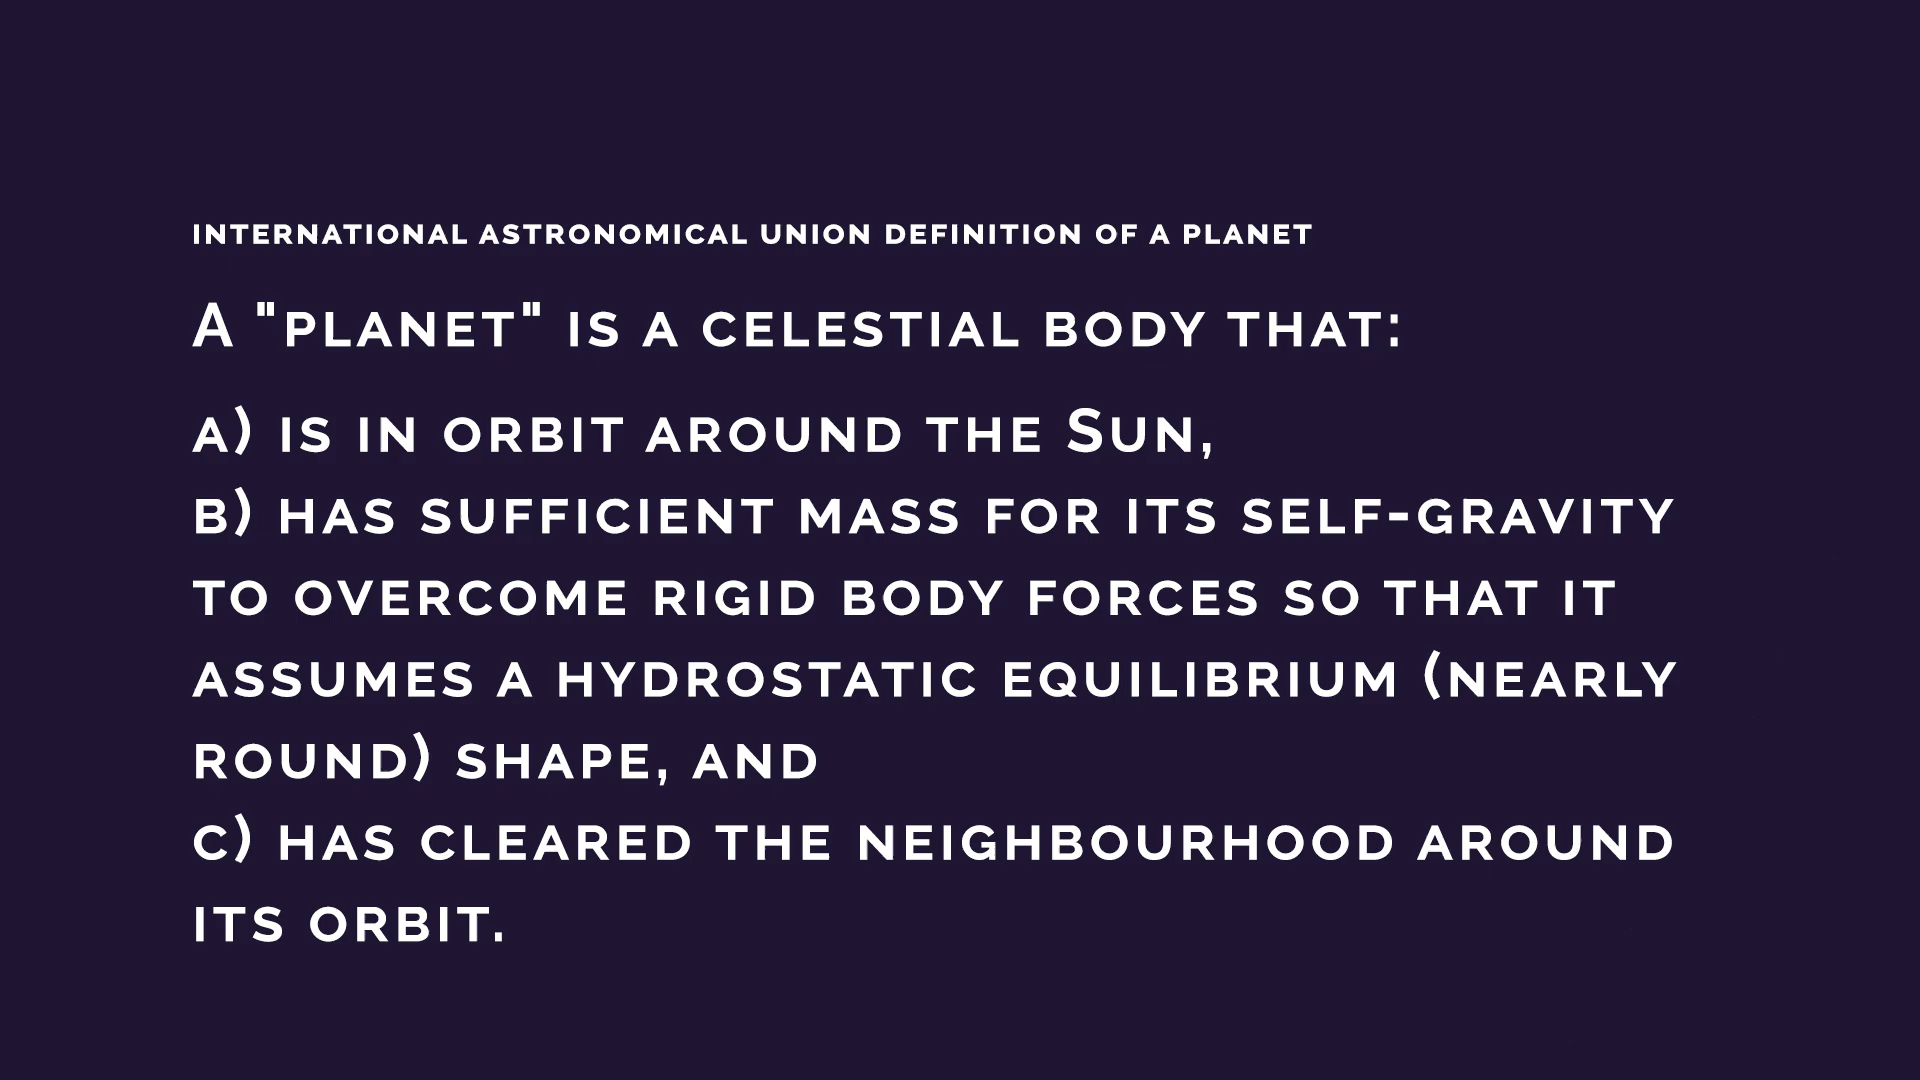 INTERNATIONAL ASTRONOMICAL UNION DEFINITION OF A PLANET
A "PLANET" IS A CELESTIAL BODY THAT:
A) IS IN ORBIT AROUND THE SUN,
B) HAS SUFFICIENT MASS FOR ITS SELF-GRAVITY
TO OVERCOME RIGID BODY FORCES SO THAT IT
ASSUMES A HYDROSTATIC EQUILIBRIUM (NEARLY
ROUND) SHAPE, AND
C) HAS CLEARED THE NEIGHBOURHOOD AROUND
ITS ORBIT.